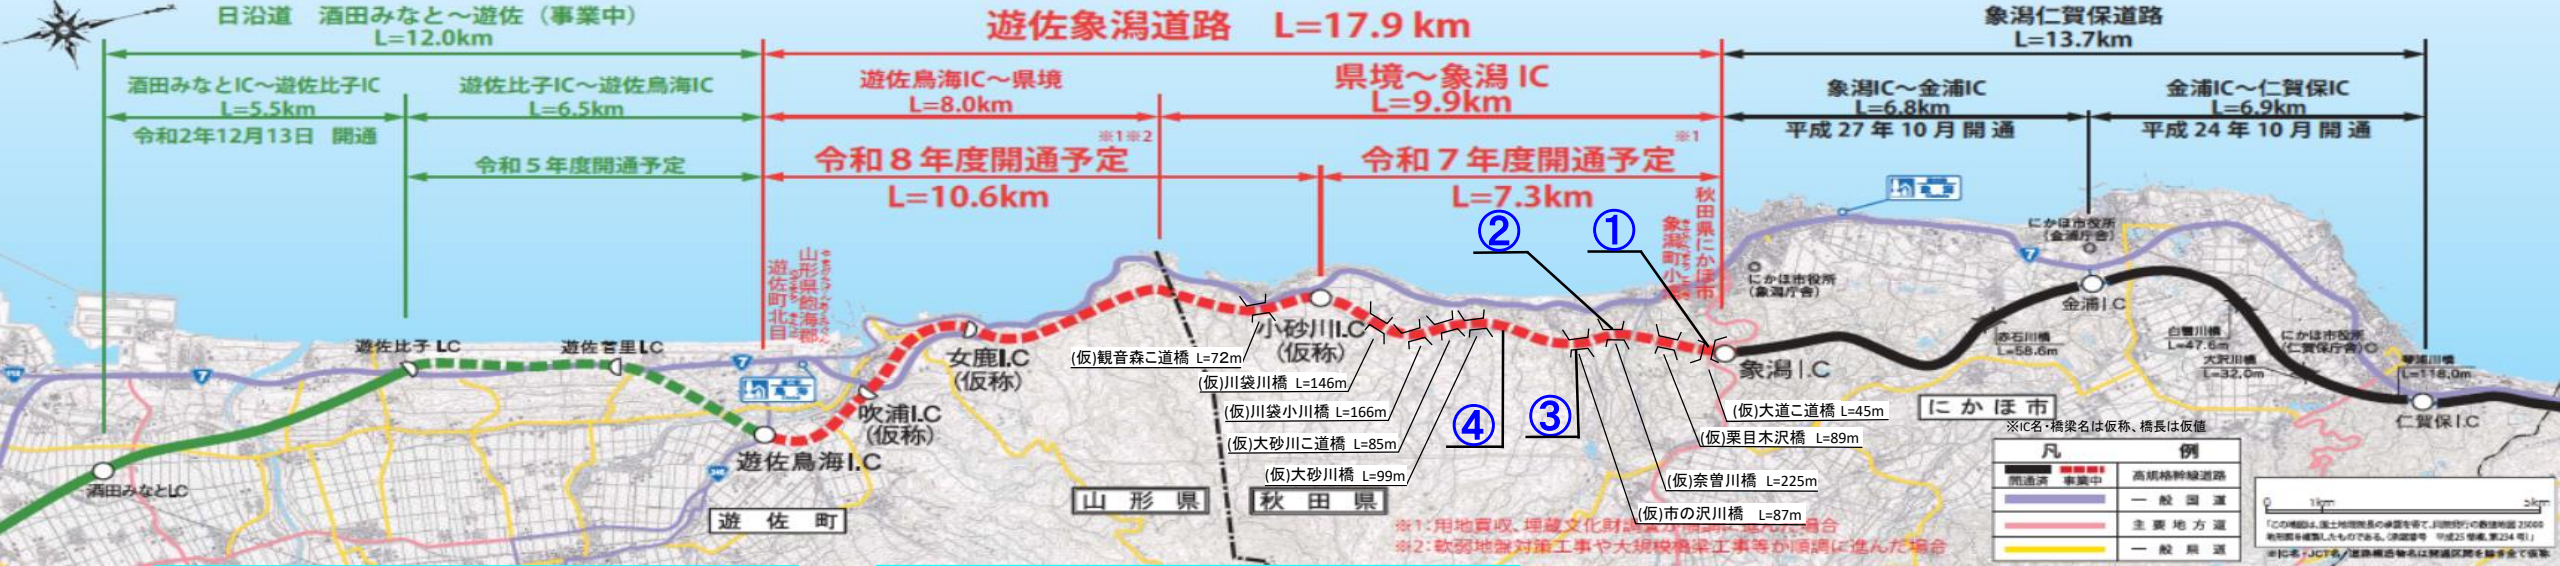 日沿道 酒田みなと～遊佐（事業中）
L=12.0km
遊佐象潟道路 L=17.9 km
象潟仁賀保道路
L=13.7km
酒田みなとIC～遊佐比子IC
L=5.5km
令和2年12月13日 開通
遊佐比子IC～遊佐鳥海IC
L=6.5km
令和5年度開通予定
遊佐鳥海IC～県境
L=8.0km
※1※2
令和8年度開通予定
L=10.6km
県境～象潟 IC
L=9.9km
※1
令和7年度開通予定
L=7.3km
象潟IC～金浦IC
L=6.8km
平成27年10月開通
金浦IC～仁賀保IC
L=6.9km
平成24年10月開通
山形県飽海郡
遊佐町北目
秋田県にかほ市
①
②
③
④
にかほ市役所
(金浦庁舎)
にかほ市役所
(象潟庁舎)
にかほ市役所
(仁賀保庁舎)
7
7
7
酒田みなとI.C
遊佐比子I.C
遊佐菅里I.C
遊佐鳥海I.C
吹浦I.C
(仮称)
女鹿I.C
(仮称)
小砂川I.C
(仮称)
象潟I.C
金浦I.C
仁賀保I.C
(仮)観音森こ道橋 L=72m
(仮)川袋川橋 L=146m
(仮)川袋小川橋 L=166m
(仮)大砂川こ道橋 L=85m
(仮)大砂川橋 L=99m
(仮)大道こ道橋 L=45m
(仮)栗目木沢橋 L=89m
(仮)奈曽川橋 L=225m
(仮)市の沢川橋 L=87m
赤石川橋
L=58.6m
白雪川橋
L=47.6m
大沢川橋
L=32.0m
L=118.0m
遊佐町
山形県
秋田県
にかほ市
※IC名・橋梁名は仮称、橋長は仮値
凡例
開通済 事業中
高規格幹線道路
一般国道
主要地方道
一般県道
0 1km 5km
※1：用地買収、埋蔵文化財調
場合
※2：軟弱地盤対策工事や大規模橋梁工事等が順調に進んだ場合